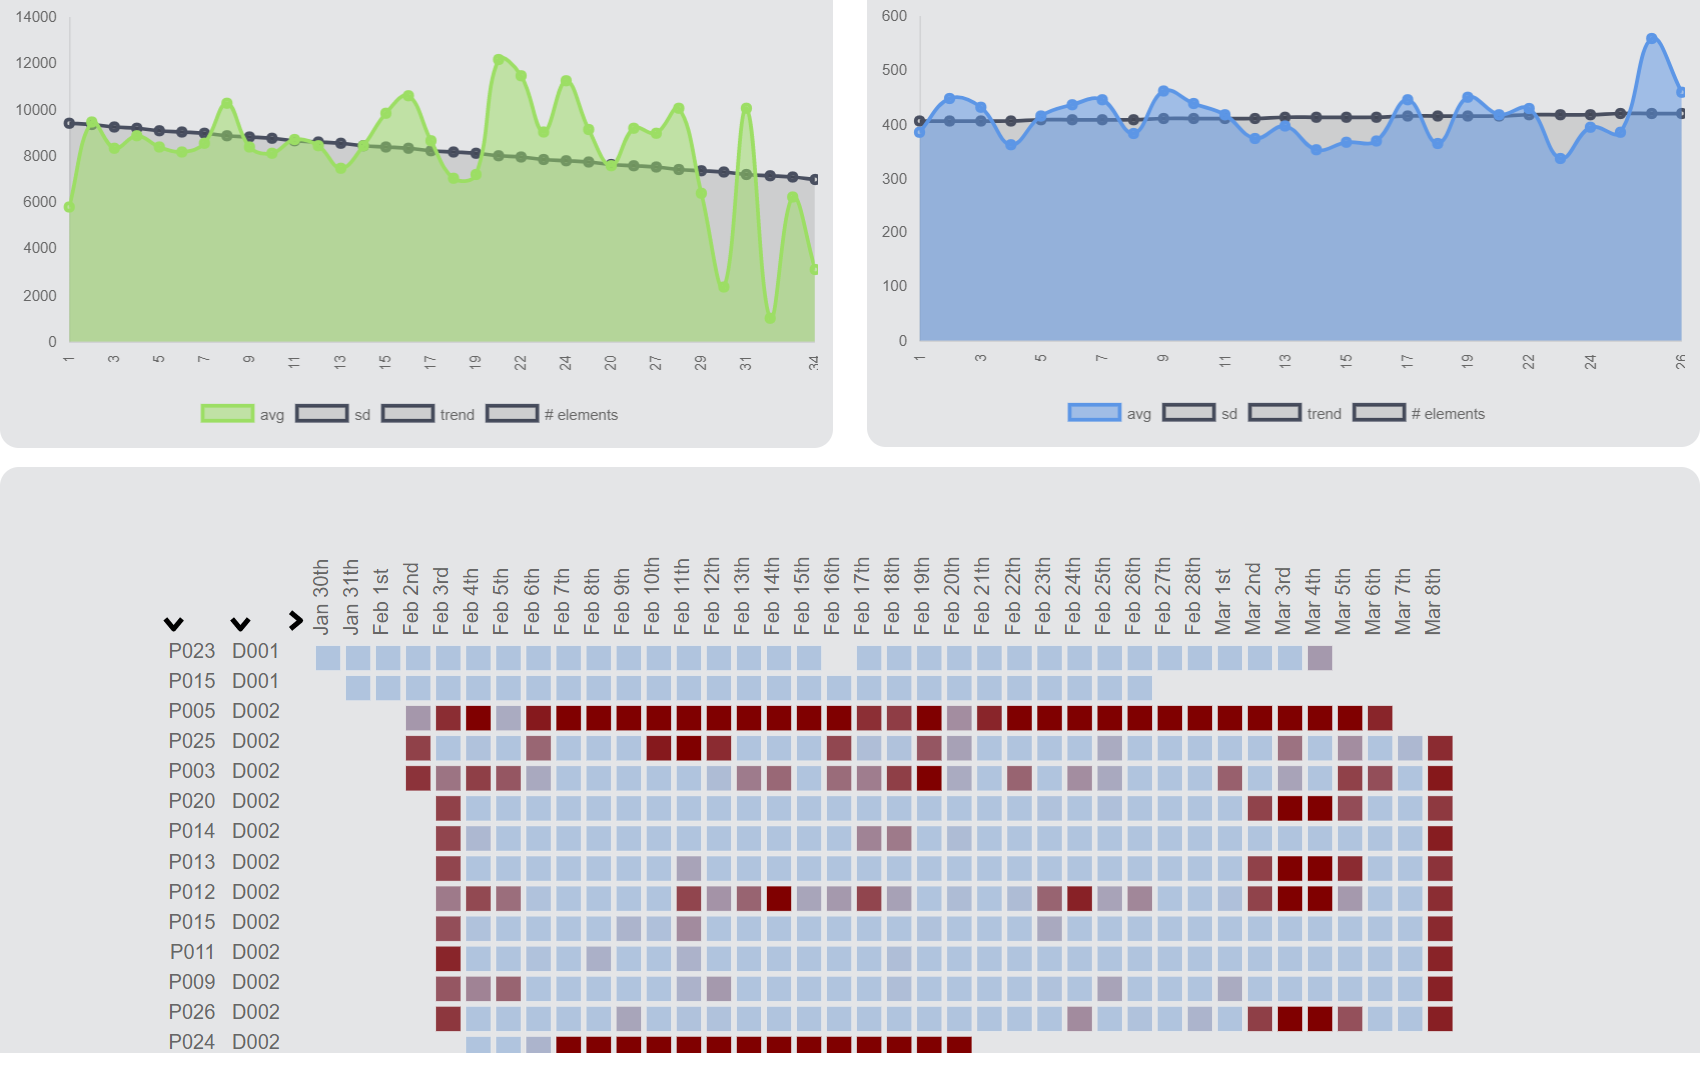 14000
12000
10000
8000
6000
4000
2000
0
1 3 5 7 9 11 13 15 17 19 22 24 20 27 29 31 34
avg sd trend # elements
600
500
400
300
200
100
0
1 3 5 7 9 11 13 15 17 19 22 24 26
avg sd trend # elements
Jan 30th
Jan 31th
Feb 1st
Feb 2nd
Feb 3rd
Feb 4th
Feb 5th
Feb 6th
Feb 7th
Feb 8th
Feb 9th
Feb 10th
Feb 11th
Feb 12th
Feb 13th
Feb 14th
Feb 15th
Feb 16th
Feb 17th
Feb 18th
Feb 19th
Feb 20th
Feb 21th
Feb 22th
Feb 23th
Feb 24th
Feb 25th
Feb 26th
Feb 27th
Feb 28th
Mar 1st
Mar 2nd
Mar 3rd
Mar 4th
Mar 5th
Mar 6th
Mar 7th
Mar 8th
P023 D001
P015 D001
P005 D002
P025 D002
P003 D002
P020 D002
P014 D002
P013 D002
P012 D002
P015 D002
P011 D002
P009 D002
P026 D002
P024 D002